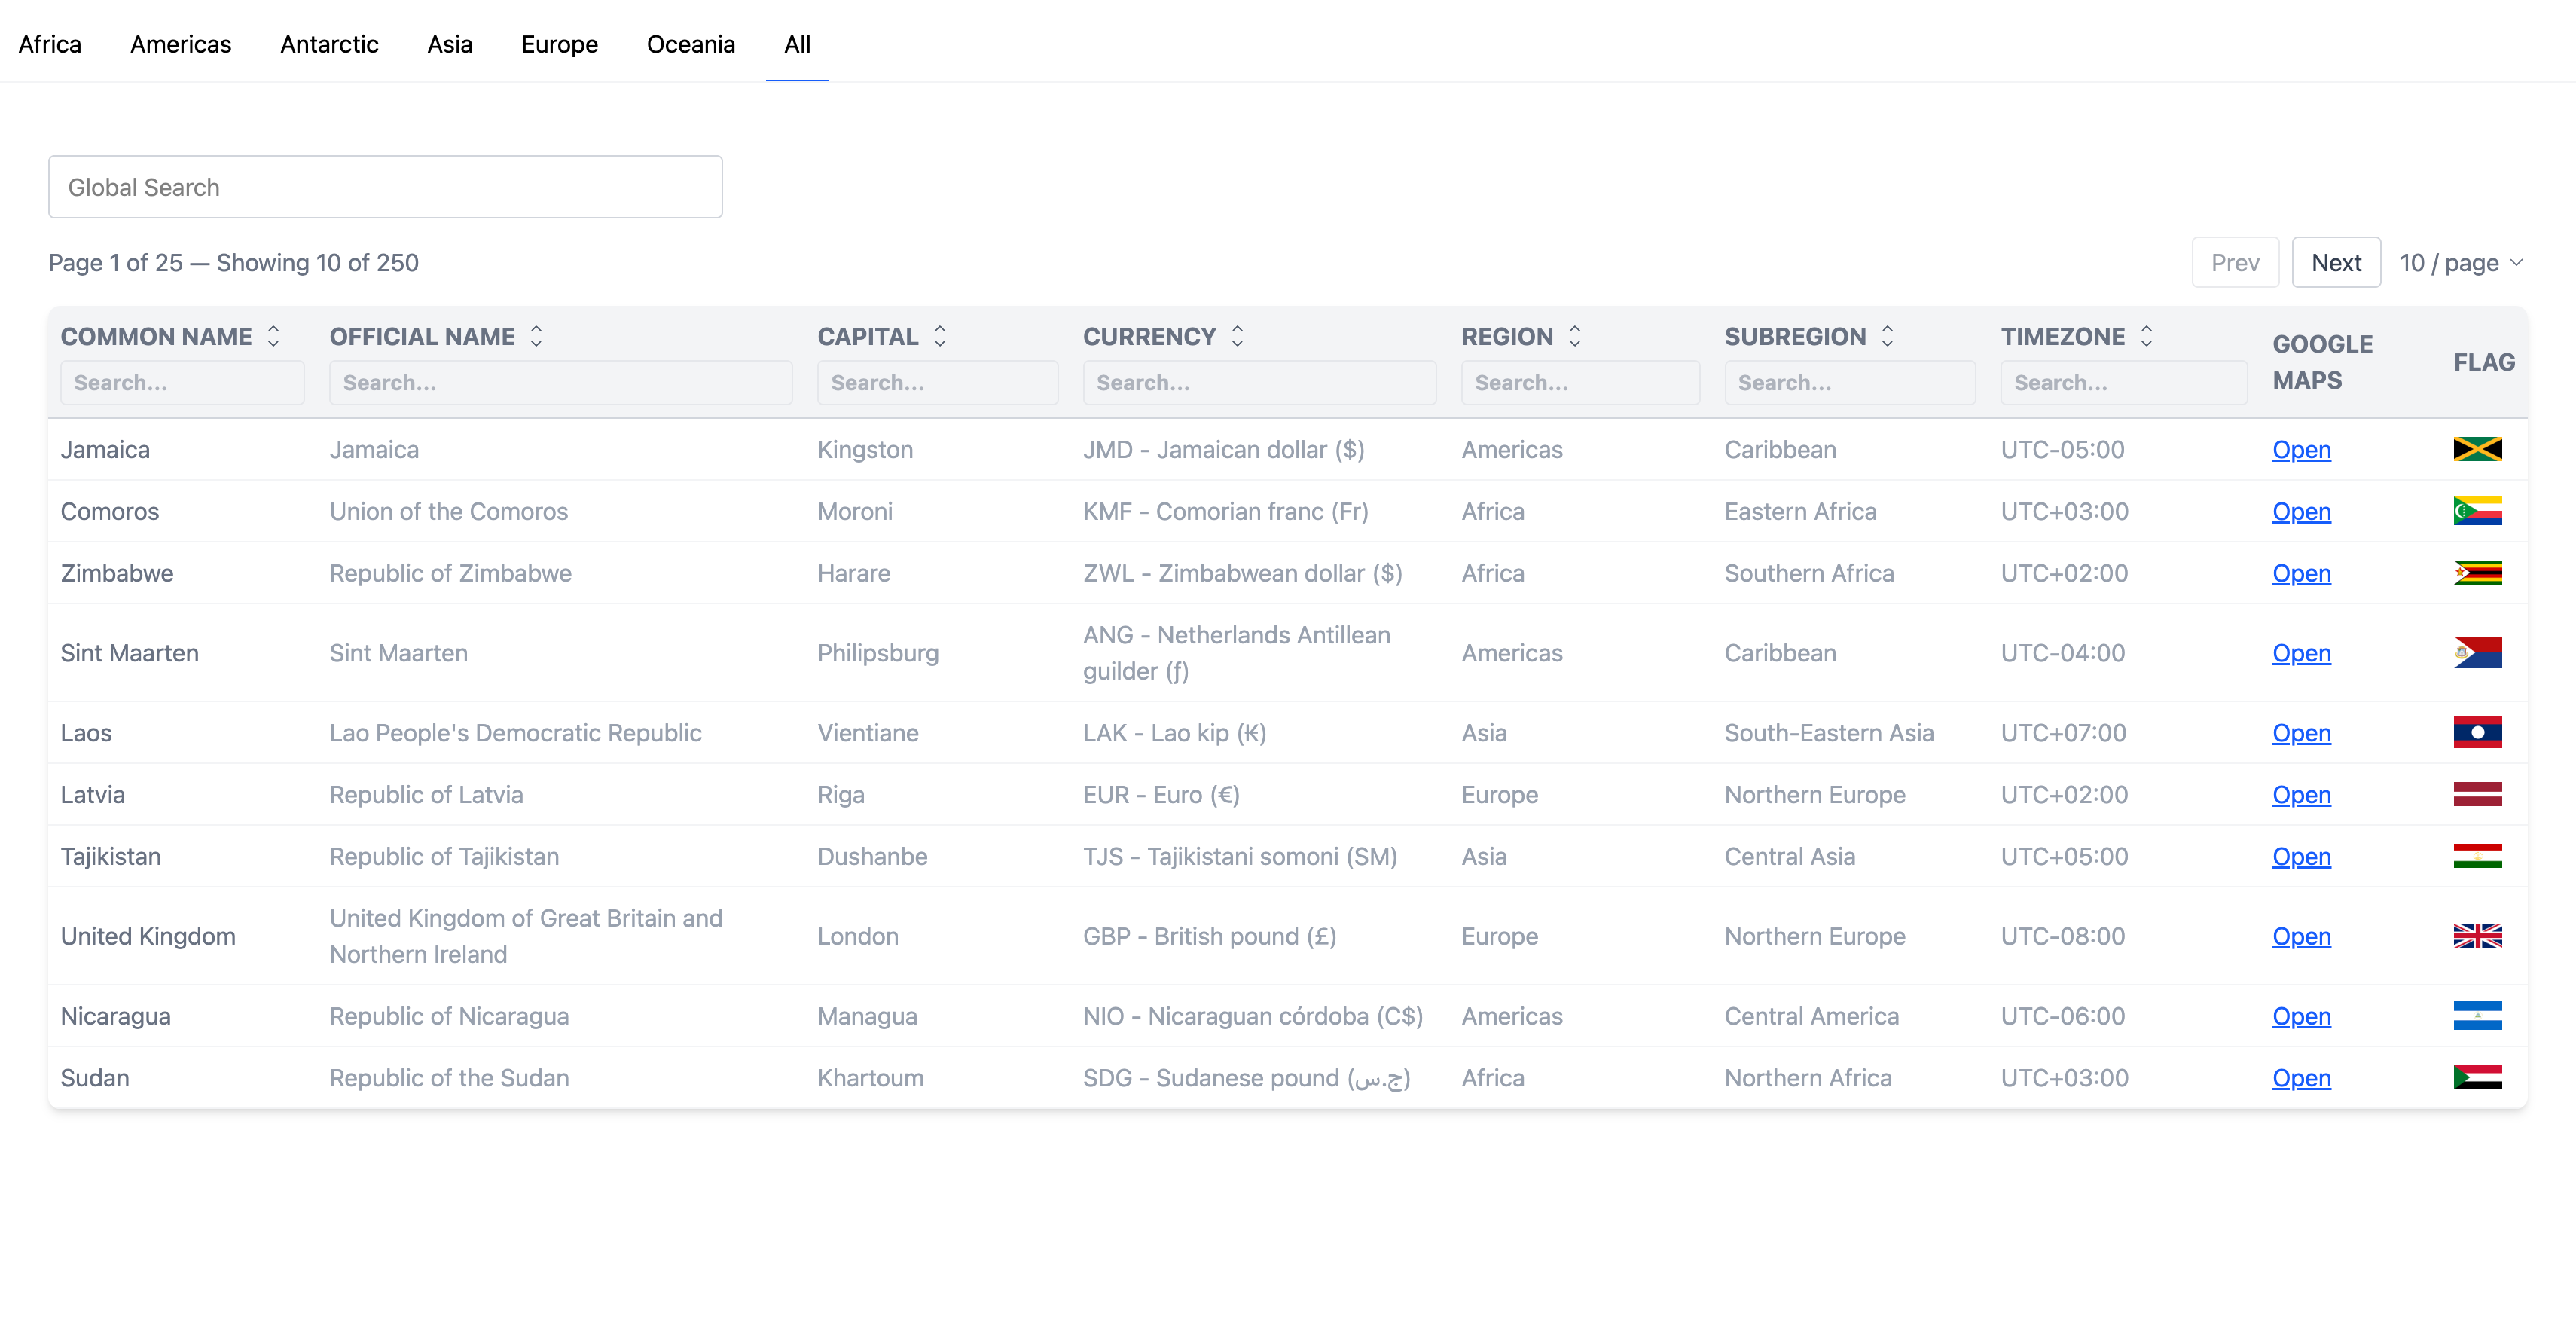 Africa Americas Antarctic Asia Europe Oceania All
Global Search
Page 1 of 25 — Showing 10 of 250 Prev Next 10 / page
COMMON NAME OFFICIAL NAME CAPITAL CURRENCY REGION SUBREGION TIMEZONE GOOGLE MAPS FLAG
Search... Search... Search... Search... Search... Search... Search...
Jamaica Jamaica Kingston JMD - Jamaican dollar ($) Americas Caribbean UTC-05:00 Open
Comoros Union of the Comoros Moroni KMF - Comorian franc (Fr) Africa Eastern Africa UTC+03:00 Open
Zimbabwe Republic of Zimbabwe Harare ZWL - Zimbabwean dollar ($) Africa Southern Africa UTC+02:00 Open
Sint Maarten Sint Maarten Philipsburg ANG - Netherlands Antillean guilder (ƒ) Americas Caribbean UTC-04:00 Open
Laos Lao People's Democratic Republic Vientiane LAK - Lao kip (₭) Asia South-Eastern Asia UTC+07:00 Open
Latvia Republic of Latvia Riga EUR - Euro (€) Europe Northern Europe UTC+02:00 Open
Tajikistan Republic of Tajikistan Dushanbe TJS - Tajikistani somoni (ЅМ) Asia Central Asia UTC+05:00 Open
United Kingdom United Kingdom of Great Britain and Northern Ireland London GBP - British pound (£) Europe Northern Europe UTC-08:00 Open
Nicaragua Republic of Nicaragua Managua NIO - Nicaraguan córdoba (C$) Americas Central America UTC-06:00 Open
Sudan Republic of the Sudan Khartoum SDG - Sudanese pound (ج.س) Africa Northern Africa UTC+03:00 Open